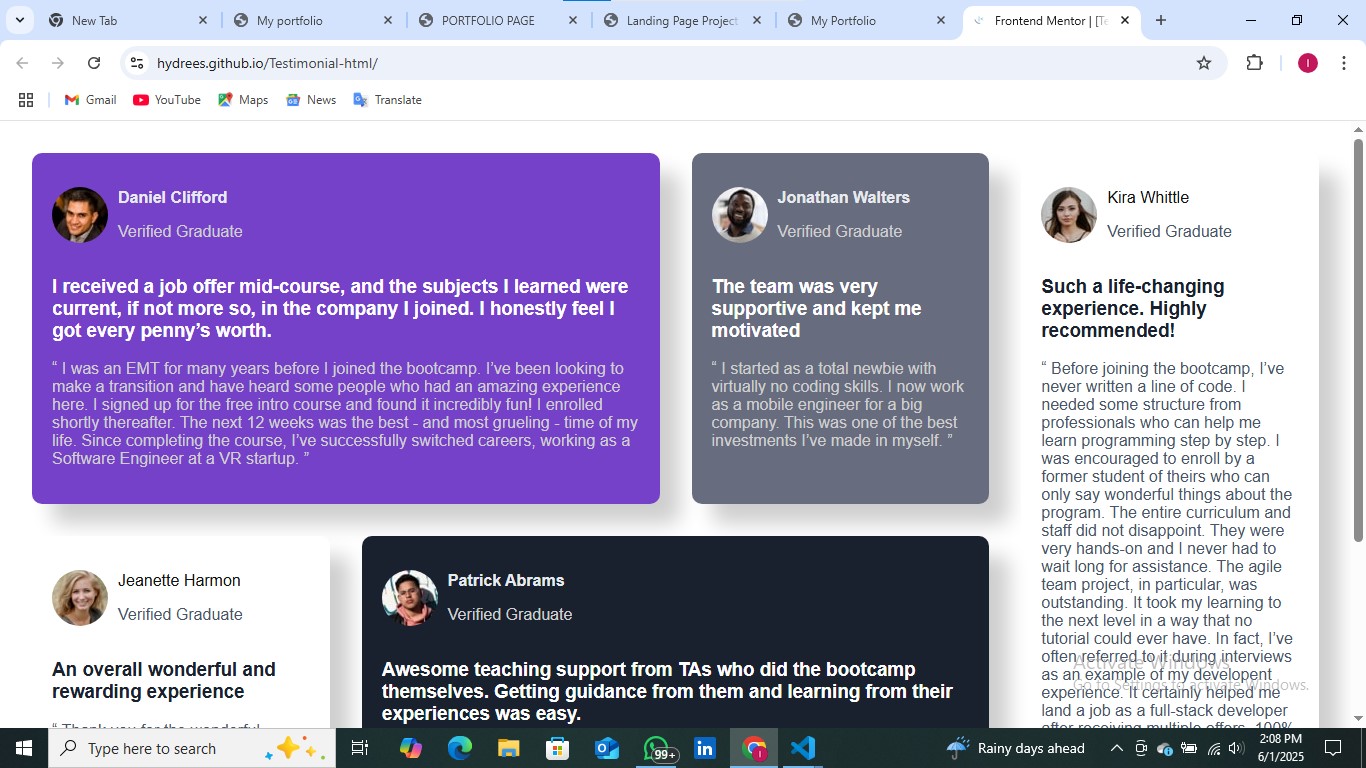 New Tab
My portfolio
PORTFOLIO PAGE
Landing Page Project
My Portfolio
Frontend Mentor | [Te
hydrees.github.io/Testimonial-html/
I
Gmail
YouTube
Maps
News
Translate
Daniel Clifford
Verified Graduate
I received a job offer mid-course, and the subjects I learned were
current, if not more so, in the company I joined. I honestly feel I
got every penny’s worth.
“ I was an EMT for many years before I joined the bootcamp. I’ve been looking to
make a transition and have heard some people who had an amazing experience
here. I signed up for the free intro course and found it incredibly fun! I enrolled
shortly thereafter. The next 12 weeks was the best - and most grueling - time of my
life. Since completing the course, I’ve successfully switched careers, working as a
Software Engineer at a VR startup. ”
Jonathan Walters
Verified Graduate
The team was very
supportive and kept me
motivated
“ I started as a total newbie with
virtually no coding skills. I now work
as a mobile engineer for a big
company. This was one of the best
investments I’ve made in myself. ”
Kira Whittle
Verified Graduate
Such a life-changing
experience. Highly
recommended!
“ Before joining the bootcamp, I’ve
never written a line of code. I
needed some structure from
professionals who can help me
learn programming step by step. I
was encouraged to enroll by a
former student of theirs who can
only say wonderful things about the
program. The entire curriculum and
staff did not disappoint. They were
very hands-on and I never had to
wait long for assistance. The agile
team project, in particular, was
outstanding. It took my learning to
the next level in a way that no
tutorial could ever have. In fact, I’ve
often referred to it during interviews
as an example of my developent
experience. It certainly helped me
land a job as a full-stack developer
after receiving multiple offers. 100%
Jeanette Harmon
Verified Graduate
An overall wonderful and
rewarding experience
“ Thank you for the wonderful
Patrick Abrams
Verified Graduate
Awesome teaching support from TAs who did the bootcamp
themselves. Getting guidance from them and learning from their
experiences was easy.
Activate Windows
Go to Settings to activate Windows.
Type here to search
99+
I
Rainy days ahead
2:08 PM
6/1/2025